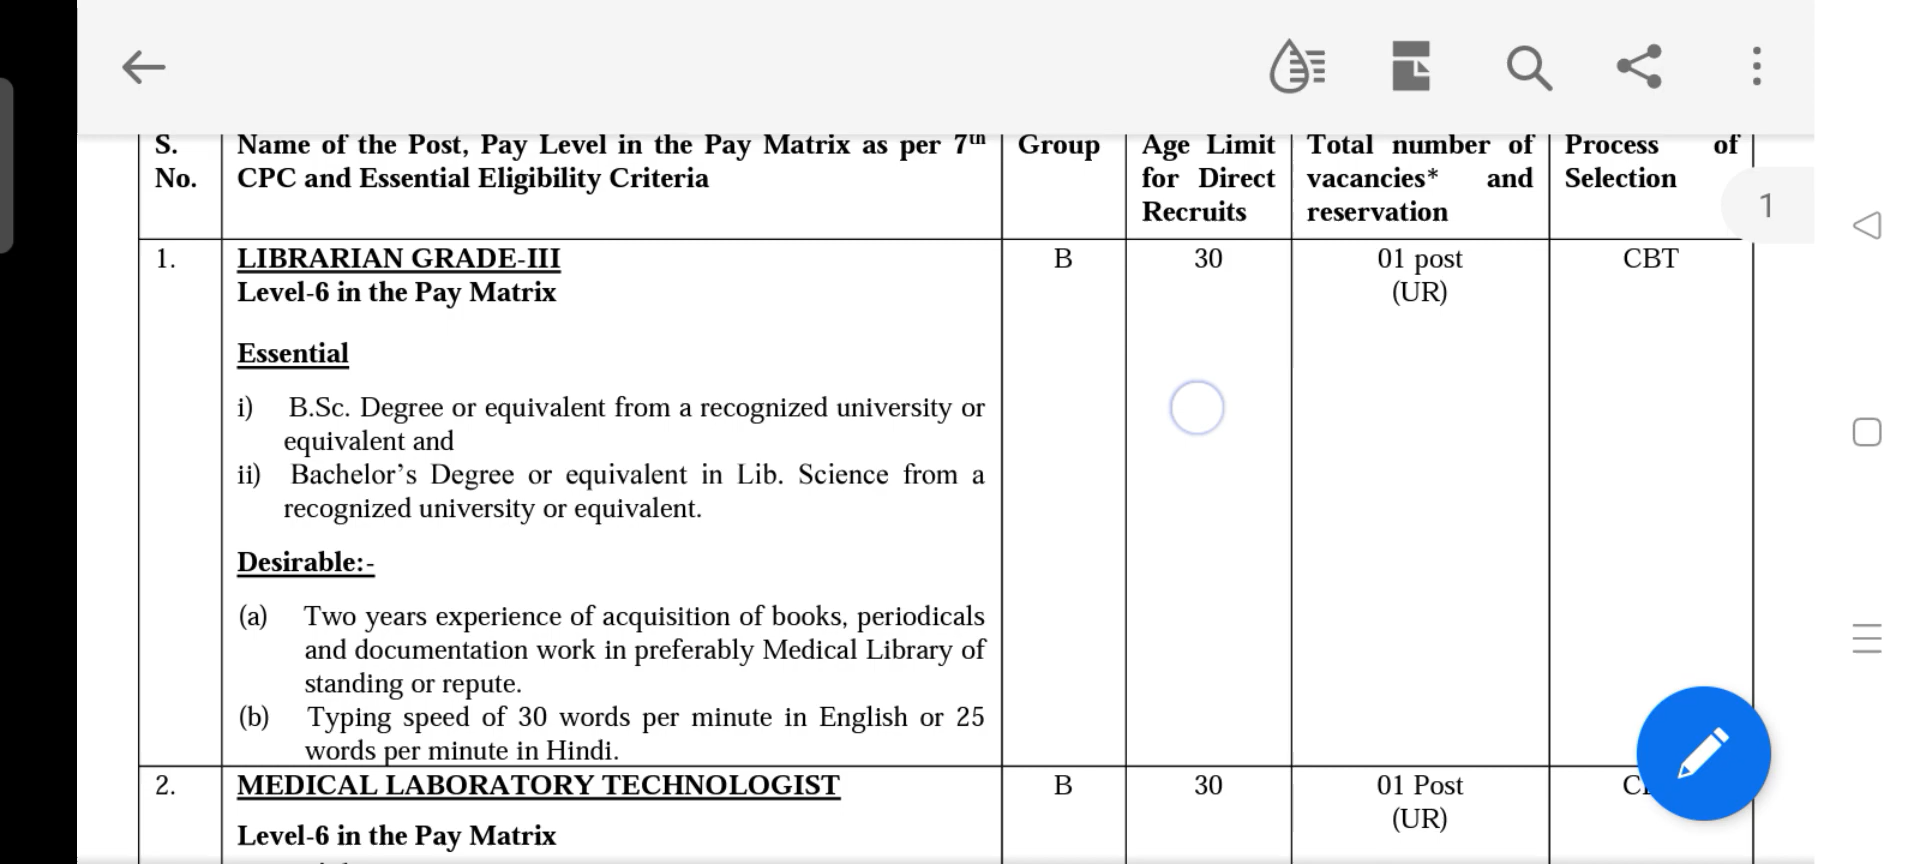 S. No.
Name of the Post, Pay Level in the Pay Matrix as per 7th
CPC and Essential Eligibility Criteria
Group
Age Limit
for Direct
Recruits
Total number of
vacancies* and
reservation
Process of
Selection
1
1.
LIBRARIAN GRADE-III
Level-6 in the Pay Matrix
Essential
i) B.Sc. Degree or equivalent from a recognized university or
equivalent and
ii) Bachelor’s Degree or equivalent in Lib. Science from a
recognized university or equivalent.
Desirable:-
(a) Two years experience of acquisition of books, periodicals
and documentation work in preferably Medical Library of
standing or repute.
(b) Typing speed of 30 words per minute in English or 25
words per minute in Hindi.
B
30
01 post
(UR)
CBT
2.
MEDICAL LABORATORY TECHNOLOGIST
Level-6 in the Pay Matrix
B
30
01 Post
(UR)